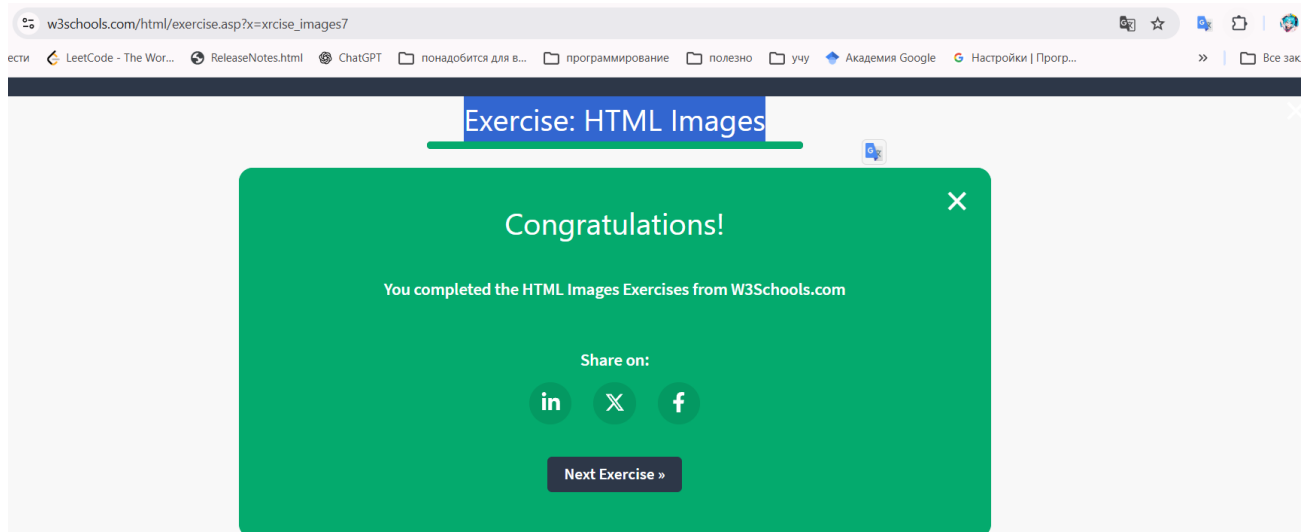 w3schools.com/html/exercise.asp?x=xrcise_images7
ести LeetCode - The Wor... ReleaseNotes.html ChatGPT понадобится для в... программирование полезно учу Академия Google Настройки | Прогр... » Все зак
Exercise: HTML Images
Congratulations!
You completed the HTML Images Exercises from W3Schools.com
Share on:
in X f
Next Exercise »